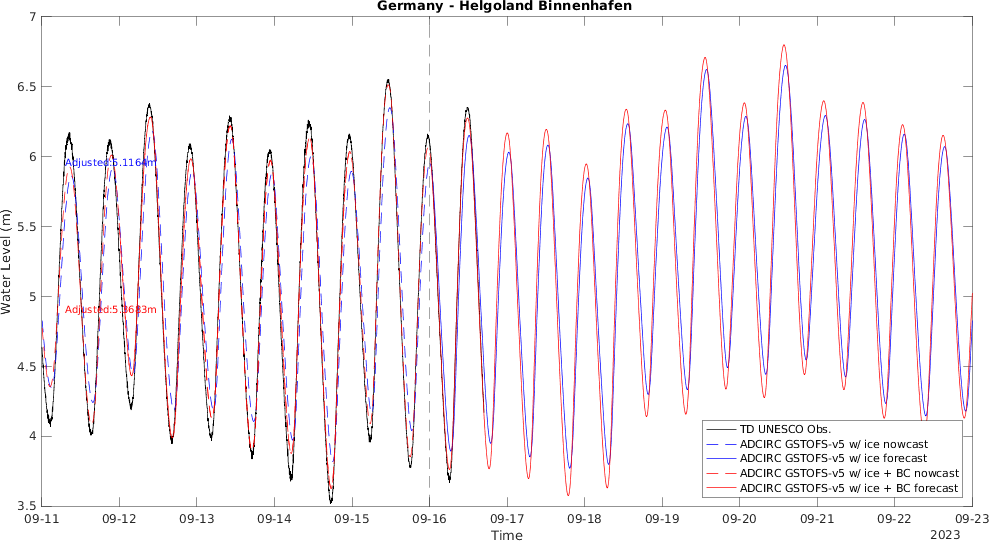 Germany - Helgoland Binnenhafen
7
6.5
6
5.5
5
4.5
4
3.5
Water Level (m)
Adjusted:5.1164m
Adjusted:5.3683m
TD UNESCO Obs.
ADCIRC GSTOFS-v5 w/ ice nowcast
ADCIRC GSTOFS-v5 w/ ice forecast
ADCIRC GSTOFS-v5 w/ ice + BC nowcast
ADCIRC GSTOFS-v5 w/ ice + BC forecast
09-11 09-12 09-13 09-14 09-15 09-16 09-17 09-18 09-19 09-20 09-21 09-22 09-23
Time
2023